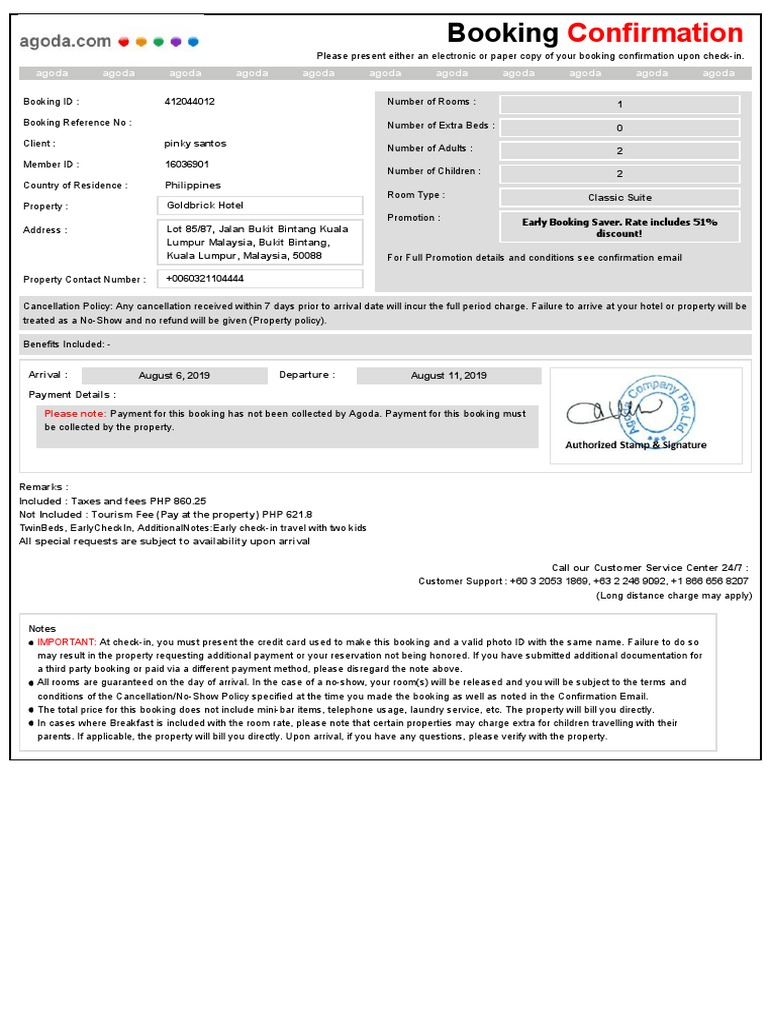 agoda.com
Booking Confirmation
Please present either an electronic or paper copy of your booking confirmation upon check-in.
agoda agoda agoda agoda agoda agoda agoda agoda agoda agoda agoda
Booking ID : 412044012
Booking Reference No :
Client : pinky santos
Member ID : 16036901
Country of Residence : Philippines
Property : Goldbrick Hotel
Address : Lot 85/87, Jalan Bukit Bintang Kuala
Lumpur Malaysia, Bukit Bintang,
Kuala Lumpur, Malaysia, 50088
Property Contact Number : +0060321104444
Number of Rooms : 1
Number of Extra Beds : 0
Number of Adults : 2
Number of Children : 2
Room Type : Classic Suite
Promotion : Early Booking Saver. Rate includes 51%
discount!
For Full Promotion details and conditions see confirmation email
Cancellation Policy: Any cancellation received within 7 days prior to arrival date will incur the full period charge. Failure to arrive at your hotel or property will be
treated as a No-Show and no refund will be given (Property policy).
Benefits Included: -
Arrival : August 6, 2019 Departure : August 11, 2019
Payment Details :
Please note: Payment for this booking has not been collected by Agoda. Payment for this booking must
be collected by the property.
Agoda Company Pte.Ltd.
Authorized Stamp & Signature
Remarks :
Included : Taxes and fees PHP 860.25
Not Included : Tourism Fee (Pay at the property) PHP 621.8
TwinBeds, EarlyCheckIn, AdditionalNotes:Early check-in travel with two kids
All special requests are subject to availability upon arrival
Call our Customer Service Center 24/7 :
Customer Support : +60 3 2053 1869, +63 2 246 9092, +1 866 656 8207
(Long distance charge may apply)
Notes
● IMPORTANT: At check-in, you must present the credit card used to make this booking and a valid photo ID with the same name. Failure to do so
may result in the property requesting additional payment or your reservation not being honored. If you have submitted additional documentation for
a third party booking or paid via a different payment method, please disregard the note above.
● All rooms are guaranteed on the day of arrival. In the case of a no-show, your room(s) will be released and you will be subject to the terms and
conditions of the Cancellation/No-Show Policy specified at the time you made the booking as well as noted in the Confirmation Email.
● The total price for this booking does not include mini-bar items, telephone usage, laundry service, etc. The property will bill you directly.
● In cases where Breakfast is included with the room rate, please note that certain properties may charge extra for children travelling with their
parents. If applicable, the property will bill you directly. Upon arrival, if you have any questions, please verify with the property.